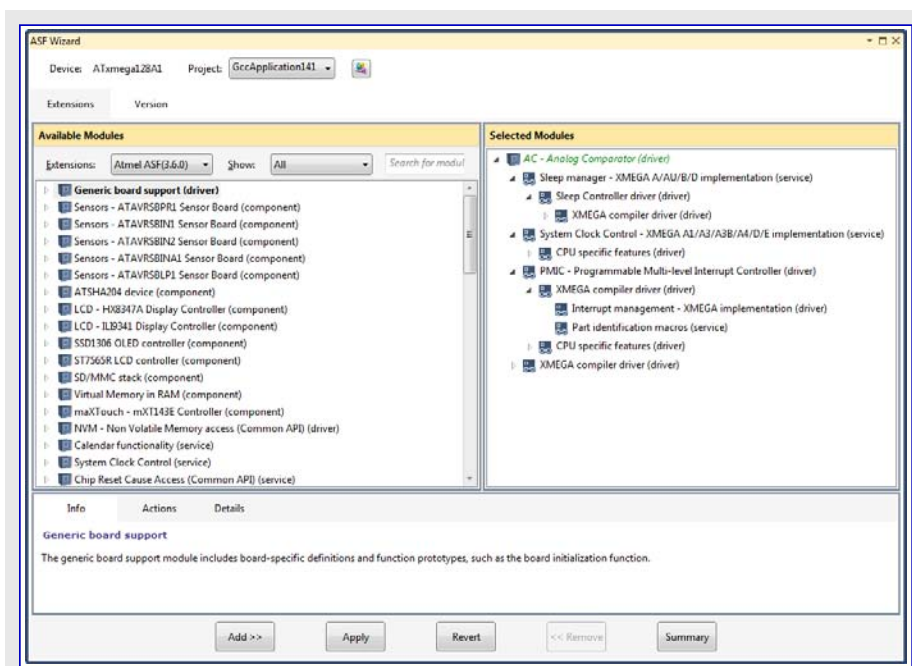 ASF Wizard
Device: ATxmega128A1 Project: GccApplication141
Extensions Version
Available Modules
Extensions: Atmel ASF(3.6.0) Show: All Search for modul
Generic board support (driver)
Sensors - ATAVRSBPR1 Sensor Board (component)
Sensors - ATAVRSBIN1 Sensor Board (component)
Sensors - ATAVRSBIN2 Sensor Board (component)
Sensors - ATAVRSBINA1 Sensor Board (component)
Sensors - ATAVRSBLP1 Sensor Board (component)
ATSHA204 device (component)
LCD - HX8347A Display Controller (component)
LCD - ILI9341 Display Controller (component)
SSD1306 OLED controller (component)
ST7565R LCD controller (component)
SD/MMC stack (component)
Virtual Memory in RAM (component)
maXTouch - mXT143E Controller (component)
NVM - Non Volatile Memory access (Common API) (driver)
Calendar functionality (service)
System Clock Control (service)
Chip Reset Cause Access (Common API) (service)
Selected Modules
AC - Analog Comparator (driver)
Sleep manager - XMEGA A/AU/B/D implementation (service)
Sleep Controller driver (driver)
XMEGA compiler driver (driver)
System Clock Control - XMEGA A1/A3/A3B/A4/D/E implementation (service)
CPU specific features (driver)
PMIC - Programmable Multi-level Interrupt Controller (driver)
XMEGA compiler driver (driver)
Interrupt management - XMEGA implementation (driver)
Part identification macros (service)
CPU specific features (driver)
XMEGA compiler driver (driver)
Info Actions Details
Generic board support
The generic board support module includes board-specific definitions and function prototypes, such as the board initialization function.
Add >> Apply Revert << Remove Summary